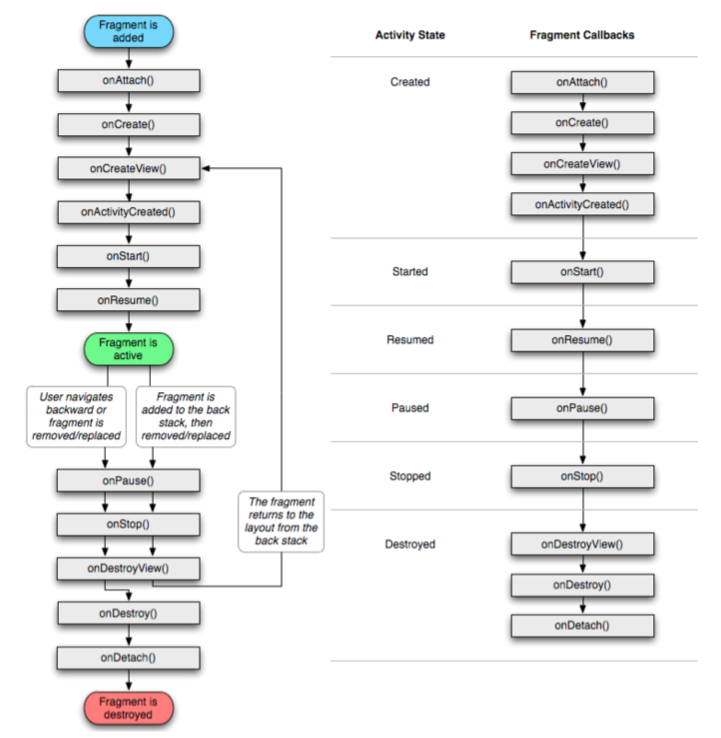 Fragment is
added
onAttach()
onCreate()
onCreateView()
onActivityCreated()
onStart()
onResume()
Fragment is
active
User navigates
backward or
fragment is
removed/replaced
Fragment is
added to the back
stack, then
removed/replaced
onPause()
onStop()
onDestroyView()
The fragment
returns to the
layout from the
back stack
onDestroy()
onDetach()
Fragment is
destroyed
Activity State
Fragment Callbacks
Created
onAttach()
onCreate()
onCreateView()
onActivityCreated()
Started
onStart()
Resumed
onResume()
Paused
onPause()
Stopped
onStop()
Destroyed
onDestroyView()
onDestroy()
onDetach()